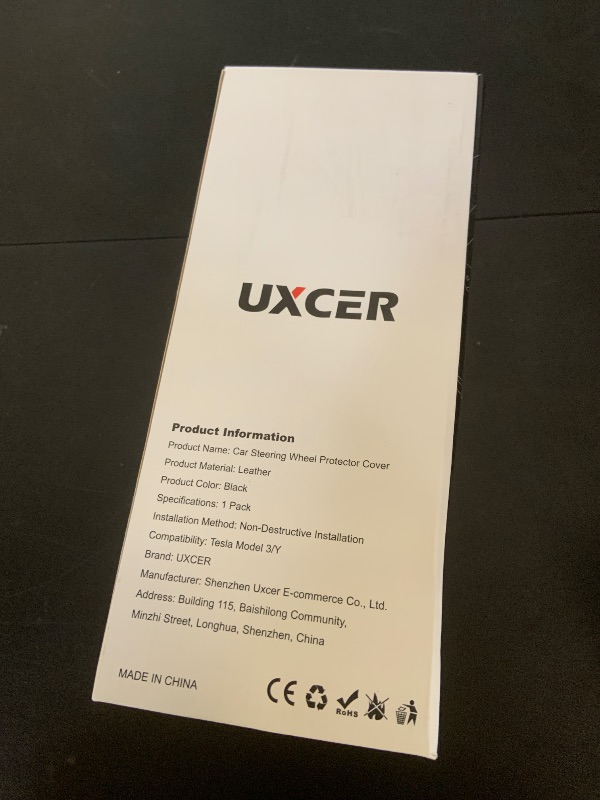 UXCER
Product Information
Product Name: Car Steering Wheel Protector Cover
Product Material: Leather
Product Color: Black
Specifications: 1 Pack
Installation Method: Non-Destructive Installation
Compatibility: Tesla Model 3/Y
Brand: UXCER
Manufacturer: Shenzhen Uxcer E-commerce Co., Ltd.
Address: Building 115, Baishilong Community,
Minzhi Street, Longhua, Shenzhen, China
MADE IN CHINA
CE
RoHS